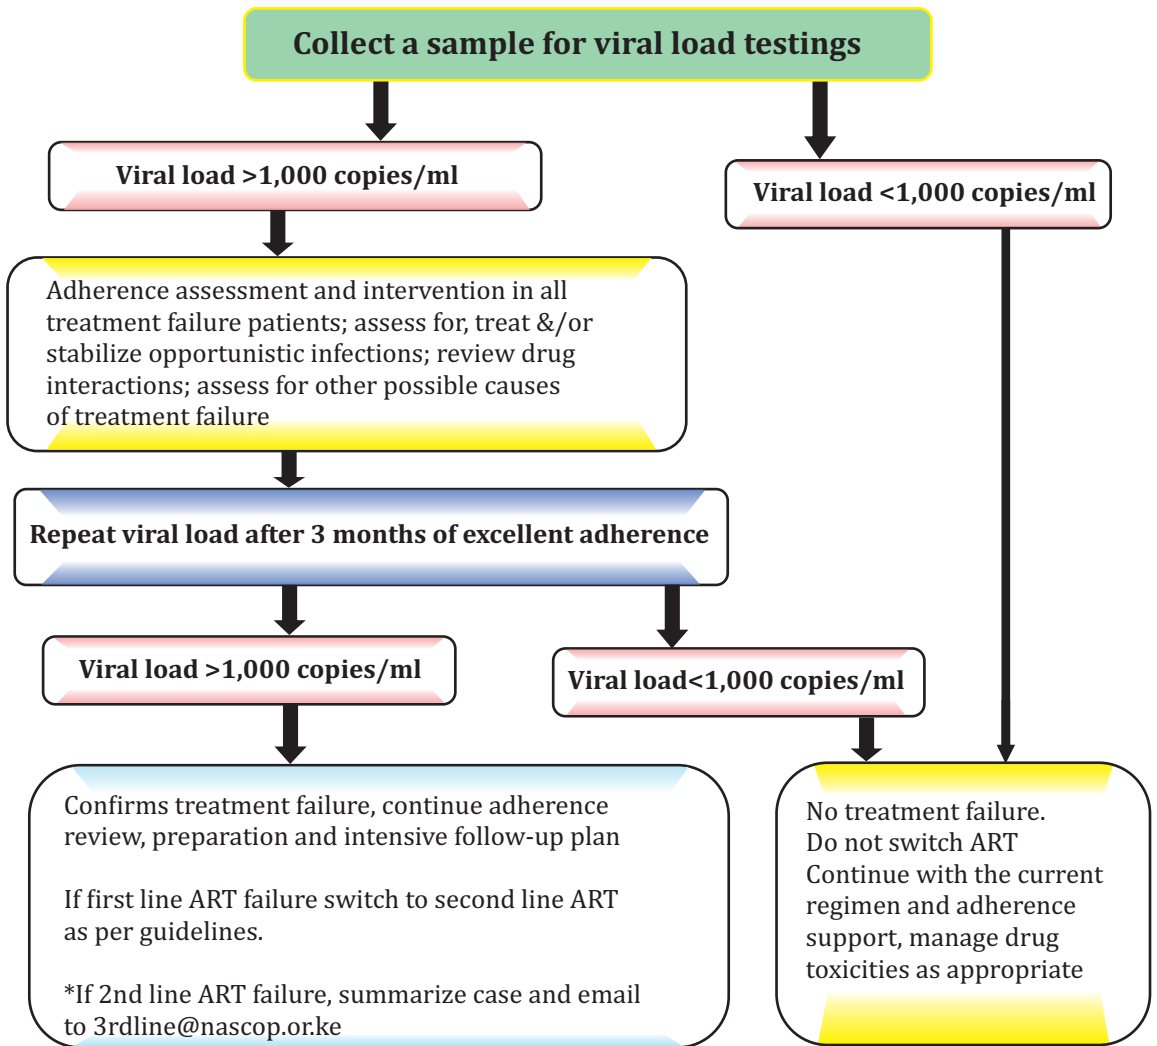 Collect a sample for viral load testings
Viral load >1,000 copies/ml
Viral load <1,000 copies/ml
Adherence assessment and intervention in all
treatment failure patients; assess for, treat &/or
stabilize opportunistic infections; review drug
interactions; assess for other possible causes
of treatment failure
Repeat viral load after 3 months of excellent adherence
Viral load >1,000 copies/ml
Viral load<1,000 copies/ml
Confirms treatment failure, continue adherence
review, preparation and intensive follow-up plan
If first line ART failure switch to second line ART
as per guidelines.
*If 2nd line ART failure, summarize case and email
to 3rdline@nascop.or.ke
No treatment failure.
Do not switch ART
Continue with the current
regimen and adherence
support, manage drug
toxicities as appropriate